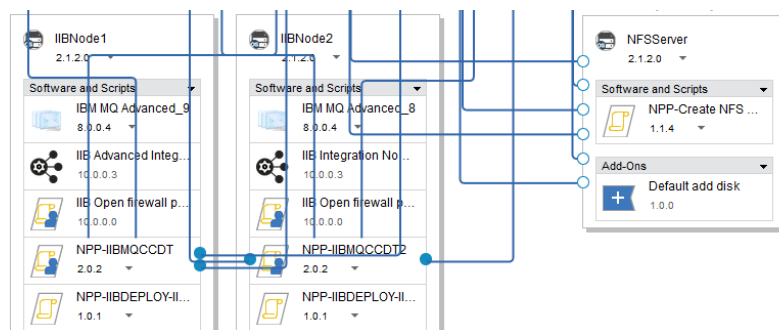 IIBNode1
2.1.2.0
Software and Scripts
IBM MQ Advanced_9
8.0.0.4
IIB Advanced Integ...
10.0.0.3
IIB Open firewall p...
10.0.0.0
NPP-IIBMQCCDT
2.0.2
NPP-IIBDEPLOY-II...
1.0.1
IIBNode2
2.1.2.0
Software and Scripts
IBM MQ Advanced_8
8.0.0.4
IIB Integration No...
10.0.0.3
IIB Open firewall p...
10.0.0.0
NPP-IIBMQCCDT2
2.0.2
NPP-IIBDEPLOY-II...
1.0.1
NFSServer
2.1.2.0
Software and Scripts
NPP-Create NFS ...
1.1.4
Add-Ons
Default add disk
1.0.0